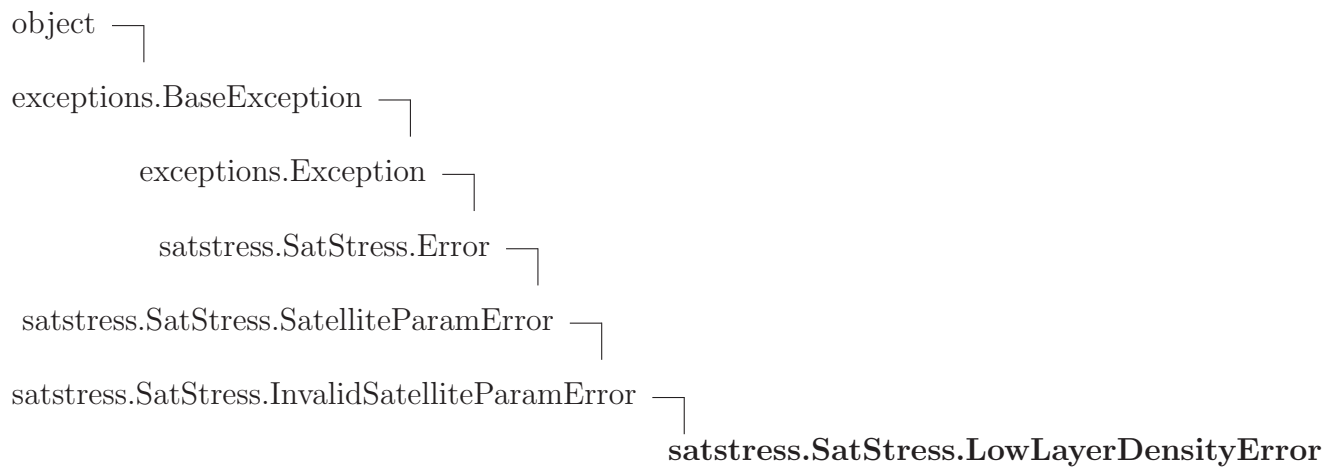 object
exceptions.BaseException
exceptions.Exception
satstress.SatStress.Error
satstress.SatStress.SatelliteParamError
satstress.SatStress.InvalidSatelliteParamError
satstress.SatStress.LowLayerDensityError